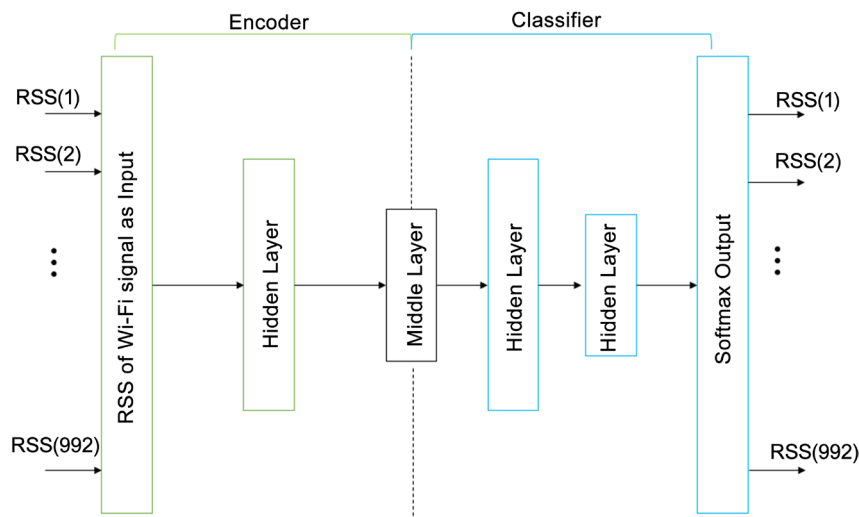 Encoder
Classifier
RSS(1)
RSS(2)
RSS(992)
RSS of Wi-Fi signal as Input
Hidden Layer
Middle Layer
Hidden Layer
Hidden Layer
Softmax Output
RSS(1)
RSS(2)
RSS(992)